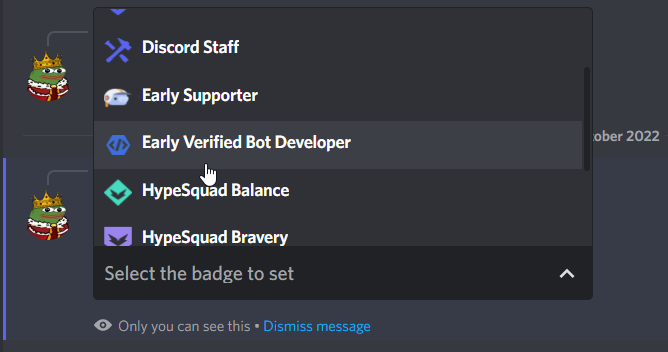 Discord Staff
Early Supporter
tober 2022
Early Verified Bot Developer
HypeSquad Balance
HypeSquad Bravery
Select the badge to set
Only you can see this • Dismiss message